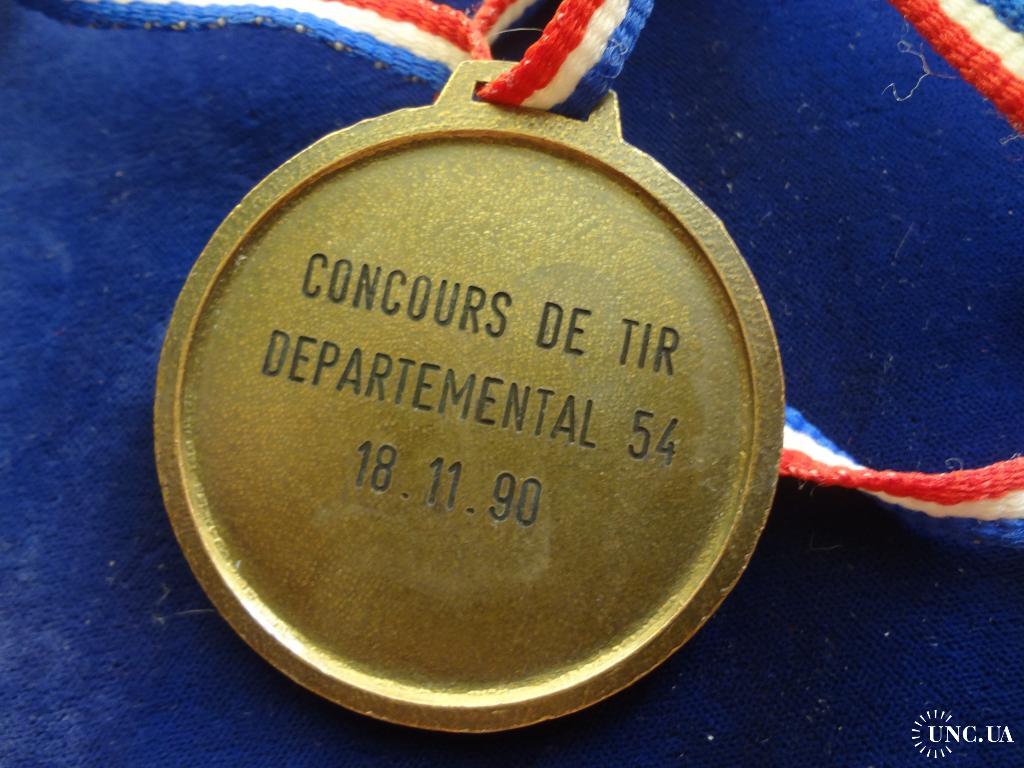 CONCOURS DE TIR
DEPARTEMENTAL 54
18.11.90
UNC.UA